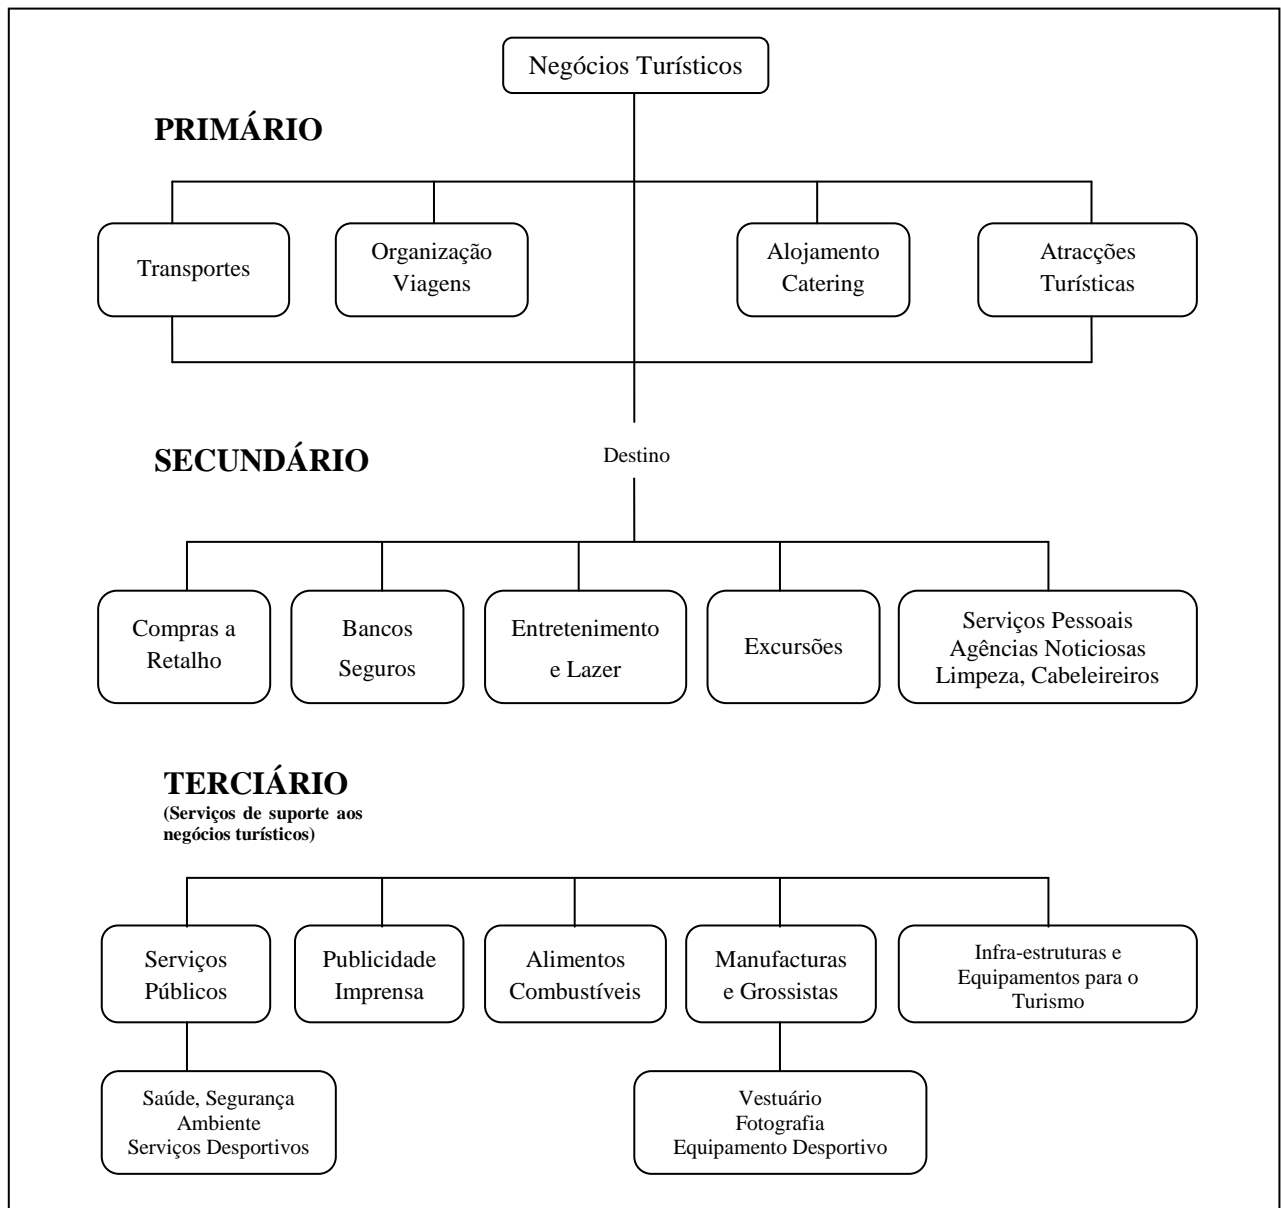 Negócios Turísticos
PRIMÁRIO
Transportes
Organização
Viagens
Alojamento
Catering
Atracções
Turísticas
SECUNDÁRIO
Destino
Compras a
Retalho
Bancos
Seguros
Entretenimento
e Lazer
Excursões
Serviços Pessoais
Agências Noticiosas
Limpeza, Cabeleireiros
TERCIÁRIO
(Serviços de suporte aos
negócios turísticos)
Serviços
Públicos
Publicidade
Imprensa
Alimentos
Combustíveis
Manufacturas
e Grossistas
Infra-estruturas e
Equipamentos para o
Turismo
Saúde, Segurança
Ambiente
Serviços Desportivos
Vestuário
Fotografia
Equipamento Desportivo